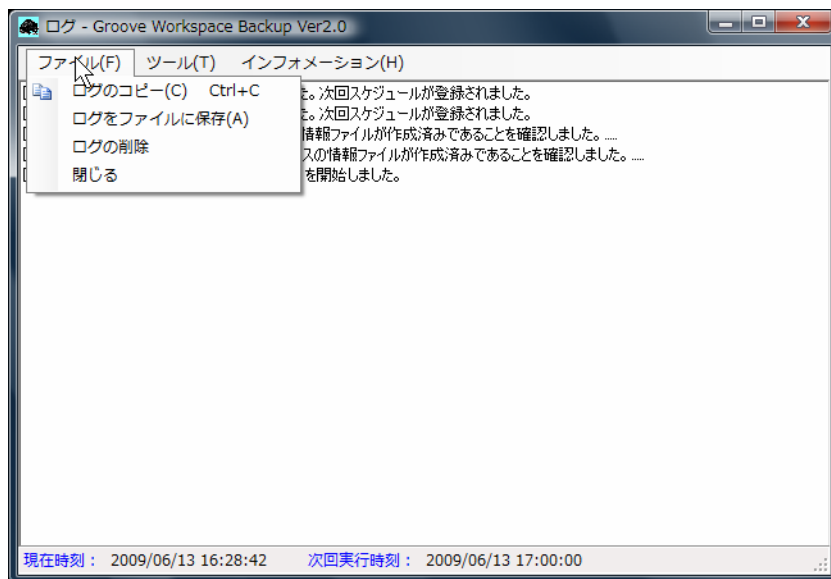 ログ - Groove Workspace Backup Ver2.0
ファイル(F) ツール(T) インフォメーション(H)
ログのコピー(C) Ctrl+C
ログをファイルに保存(A)
ログの削除
閉じる
た。次回スケジュールが登録されました。
た。次回スケジュールが登録されました。
情報ファイルが作成済みであることを確認しました。....
スの情報ファイルが作成済みであることを確認しました。....
を開始しました。
現在時刻： 2009/06/13 16:28:42 次回実行時刻： 2009/06/13 17:00:00